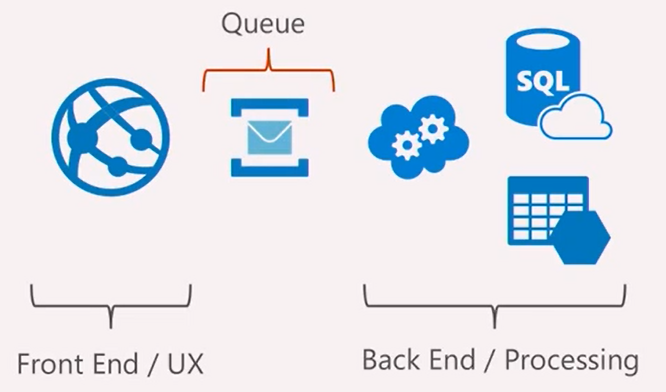 Queue
SQL
Front End / UX
Back End / Processing